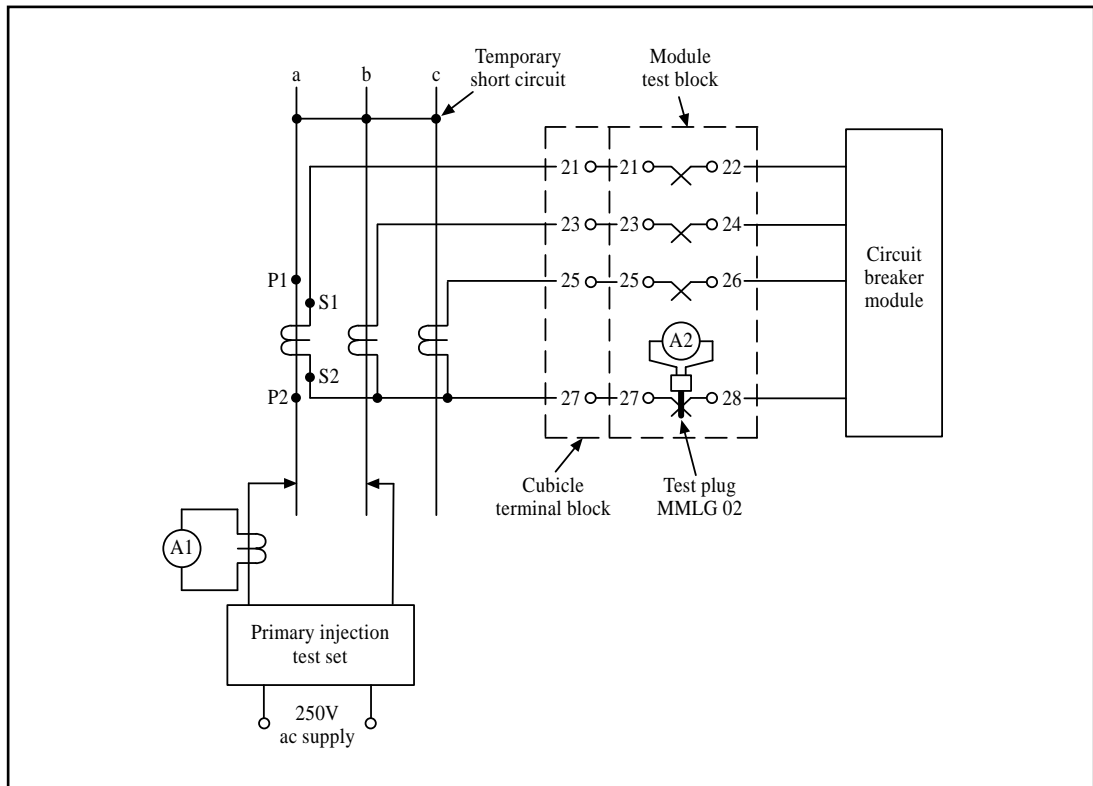 a b c
Temporary
short circuit
Module
test block
21 21 22
23 23 24
25 25 26
Circuit
breaker
module
P1
S1
A2
S2
P2
27 27 28
Cubicle
terminal block
Test plug
MMLG 02
A1
Primary injection
test set
250V
ac supply